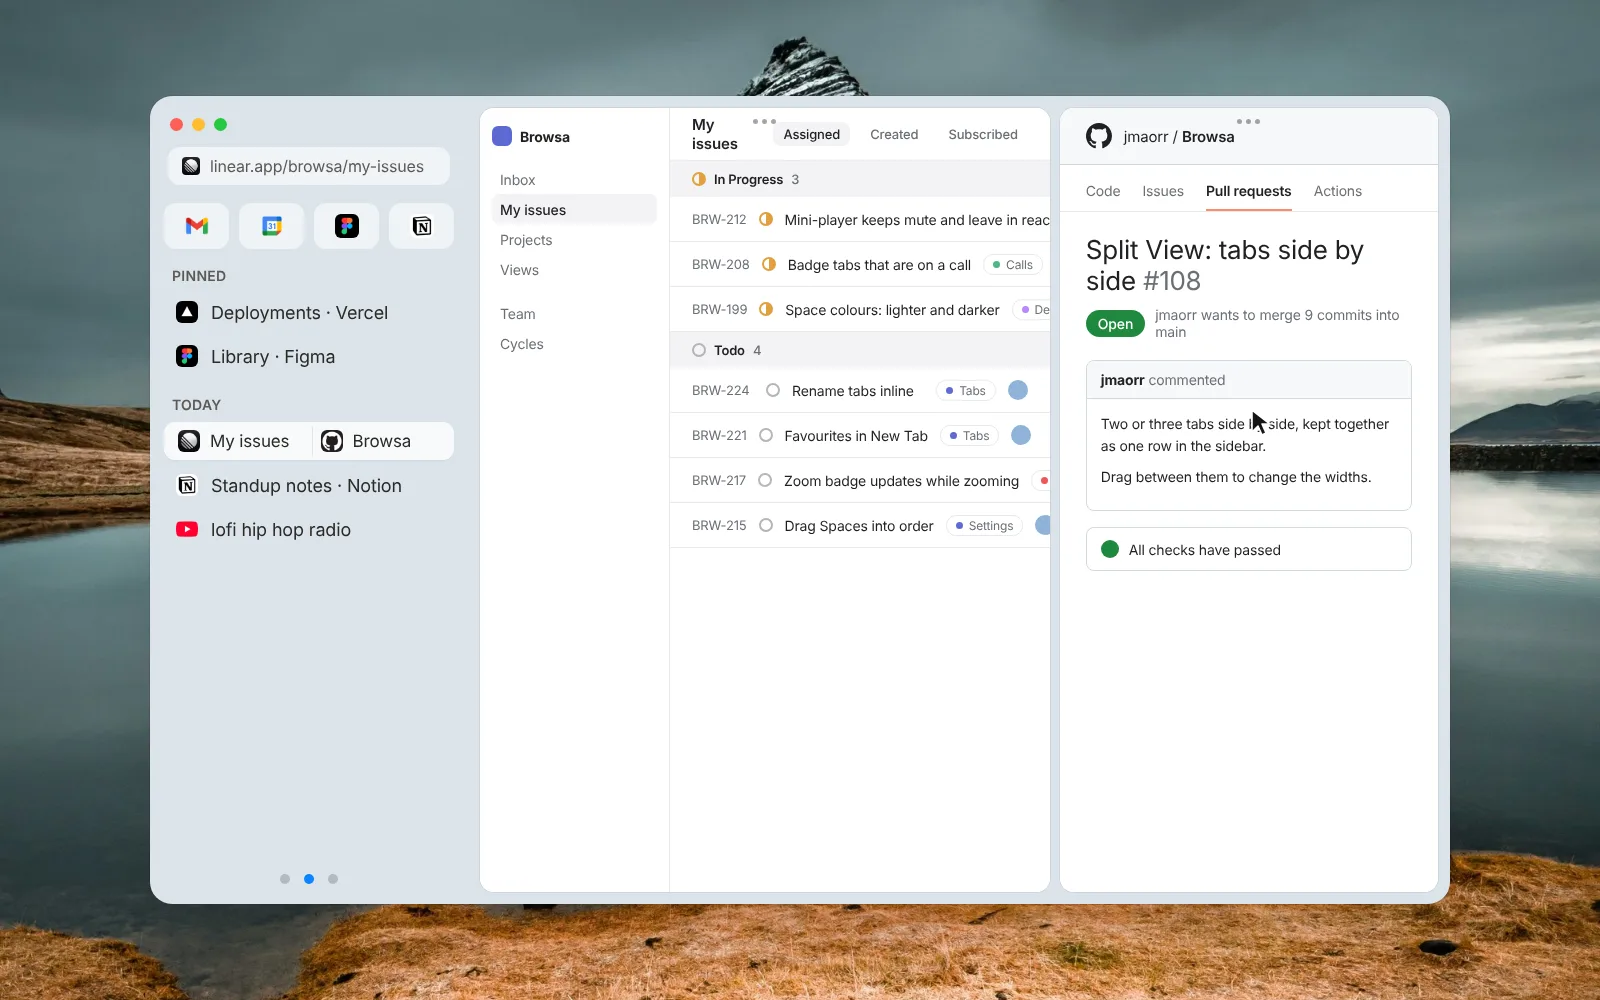 linear.app/browsa/my-issues
31
PINNED
Deployments · Vercel
Library · Figma
TODAY
My issues
Browsa
Standup notes · Notion
lofi hip hop radio
Browsa
Inbox
My issues
Projects
Views
Team
Cycles
My issues
Assigned Created Subscribed
In Progress 3
BRW-212 Mini-player keeps mute and leave in reac
BRW-208 Badge tabs that are on a call Calls
BRW-199 Space colours: lighter and darker De
Todo 4
BRW-224 Rename tabs inline Tabs
BRW-221 Favourites in New Tab Tabs
BRW-217 Zoom badge updates while zooming
BRW-215 Drag Spaces into order Settings
jmaorr / Browsa
Code Issues Pull requests Actions
Split View: tabs side by
side #108
Open
jmaorr wants to merge 9 commits into
main
jmaorr commented
Two or three tabs side side, kept together
as one row in the sidebar.
Drag between them to change the widths.
All checks have passed